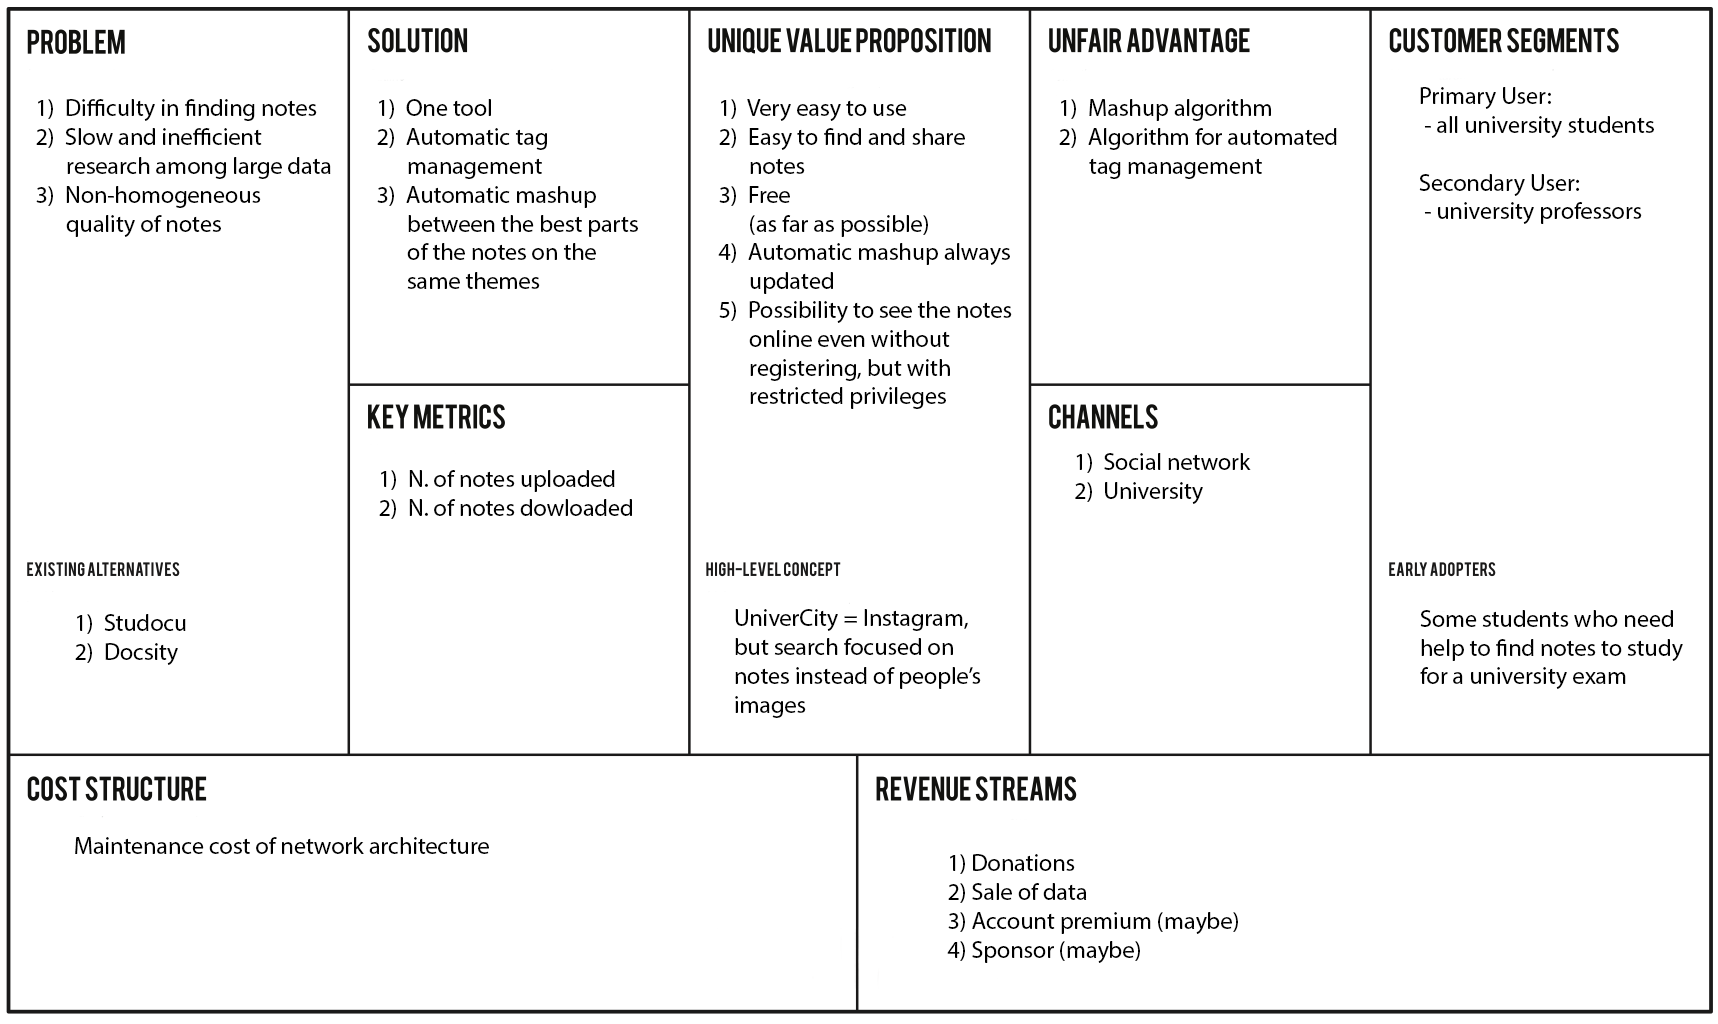 PROBLEM
1) Difficulty in finding notes
2) Slow and inefficient
research among large data
3) Non-homogeneous
quality of notes
EXISTING ALTERNATIVES
1) Studocu
2) Docsity
SOLUTION
1) One tool
2) Automatic tag
management
3) Automatic mashup
between the best parts
of the notes on the
same themes
KEY METRICS
1) N. of notes uploaded
2) N. of notes dowloaded
UNIQUE VALUE PROPOSITION
1) Very easy to use
2) Easy to find and share
notes
3) Free
(as far as possible)
4) Automatic mashup always
updated
5) Possibility to see the notes
online even without
registering, but with
restricted privileges
HIGH-LEVEL CONCEPT
UniverCity = Instagram,
but search focused on
notes instead of people’s
images
UNFAIR ADVANTAGE
1) Mashup algorithm
2) Algorithm for automated
tag management
CHANNELS
1) Social network
2) University
CUSTOMER SEGMENTS
Primary User:
- all university students
Secondary User:
- university professors
EARLY ADOPTERS
Some students who need
help to find notes to study
for a university exam
COST STRUCTURE
Maintenance cost of network architecture
REVENUE STREAMS
1) Donations
2) Sale of data
3) Account premium (maybe)
4) Sponsor (maybe)